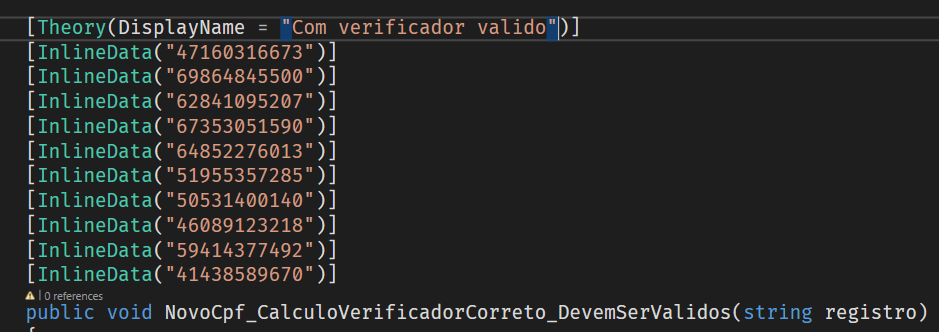 [Theory(DisplayName = "Com verificador valido")]
[InlineData("47160316673")]
[InlineData("69864845500")]
[InlineData("62841095207")]
[InlineData("67353051590")]
[InlineData("64852276013")]
[InlineData("51955357285")]
[InlineData("50531400140")]
[InlineData("46089123218")]
[InlineData("59414377492")]
[InlineData("41438589670")]
| 0 references
public void NovoCpf_CalculoVerificadorCorreto_DevemSerValidos(string registro)
{